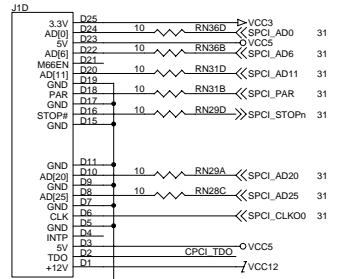 J1D
3.3V D25 VCC3
AD[0] D24 10 RN36D SPCI_AD0 31
5V D23 VCC5
AD[6] D22 10 RN36B SPCI_AD6 31
M66EN D21
AD[11] D20 10 RN31D SPCI_AD11 31
GND D19
PAR D18 10 RN31B SPCI_PAR 31
GND D17
STOP# D16 10 RN29D SPCI_STOPn 31
GND D15
GND D11
AD[20] D10 10 RN29A SPCI_AD20 31
GND D9
AD[25] D8 10 RN28C SPCI_AD25 31
GND D7
CLK D6 SPCI_CLKO0 31
GND D5
INTP D4
5V D3 VCC5
TDO D2 CPCI_TDO
+12V D1 VCC12